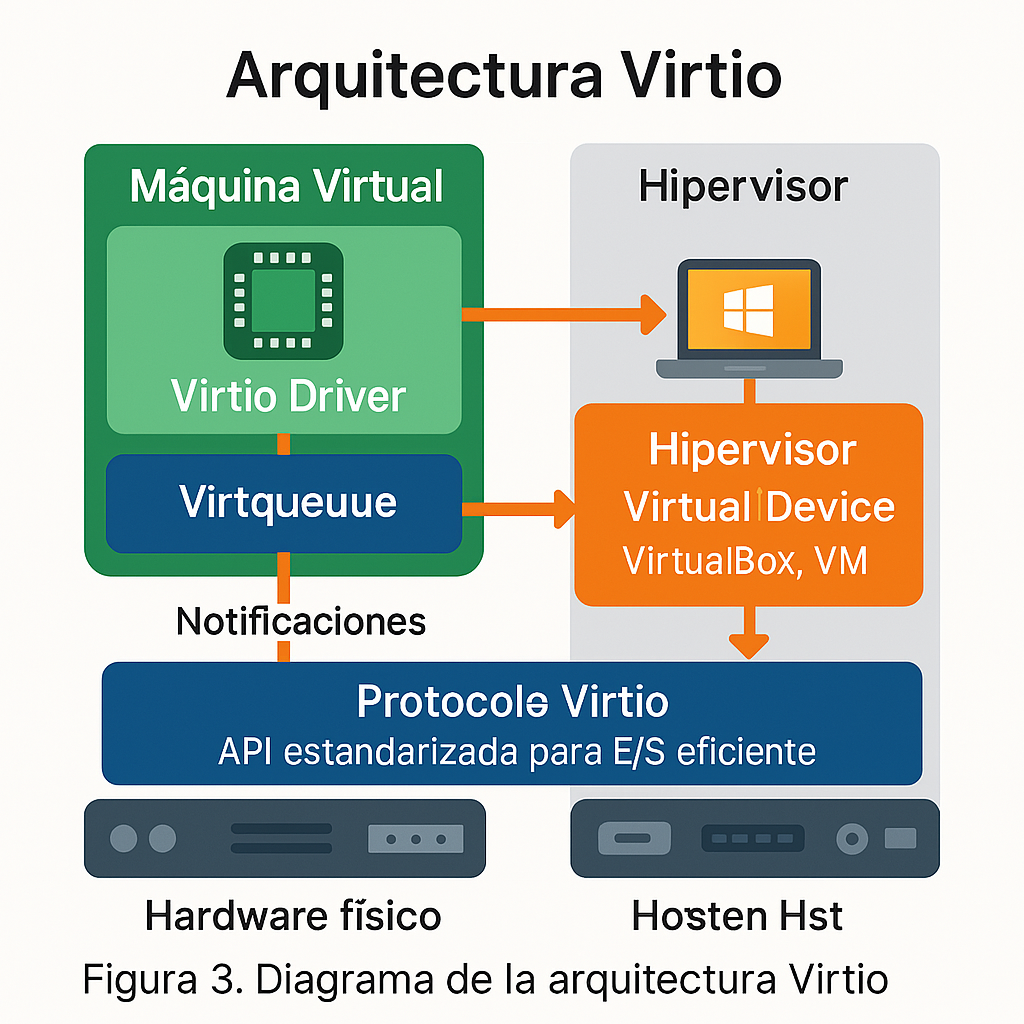 Arquitectura Virtio
Máquina Virtual
Virtio Driver
Virtqueuue
Notificaciones
Hipervisor
Hipervisor
Virtual Device
VirtualBox, VM
Protocole Virtio
API estandarizada para E/S eficiente
Hardware físico
Hosten Hst
Figura 3. Diagrama de la arquitectura Virtio